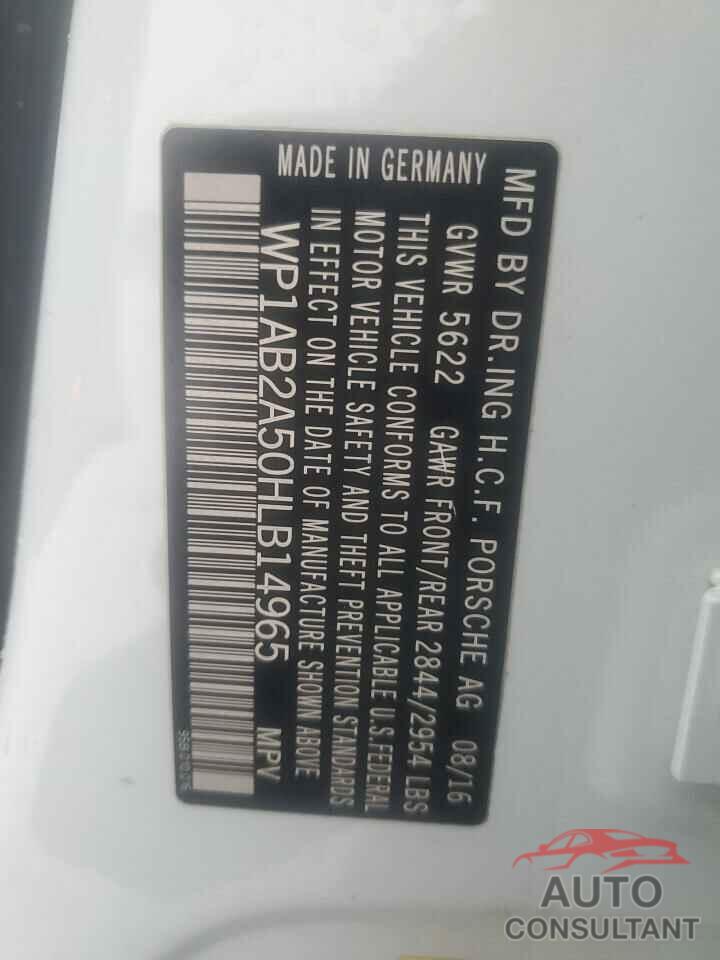 MFD BY DR.ING H.C.F. PORSCHE AG 08/16
GVWR 5622 GAWR FRONT/REAR 2844/2954 LBS
THIS VEHICLE CONFORMS TO ALL APPLICABLE U.S.FEDERAL
MOTOR VEHICLE SAFETY AND THEFT PREVENTION STANDARDS
IN EFFECT ON THE DATE OF MANUFACTURE SHOWN ABOVE
WP1AB2A50HLB14965 MPV
MADE IN GERMANY
AUTO
CONSULTANT